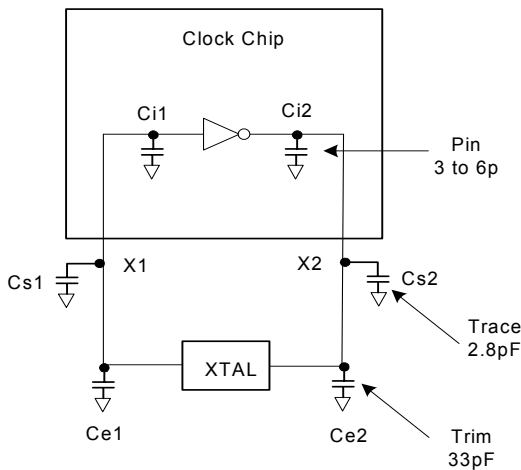 Clock Chip
Ci1
Ci2
Pin
3 to 6p
Cs1
X1
X2
Cs2
Trace
2.8pF
XTAL
Ce1
Ce2
Trim
33pF